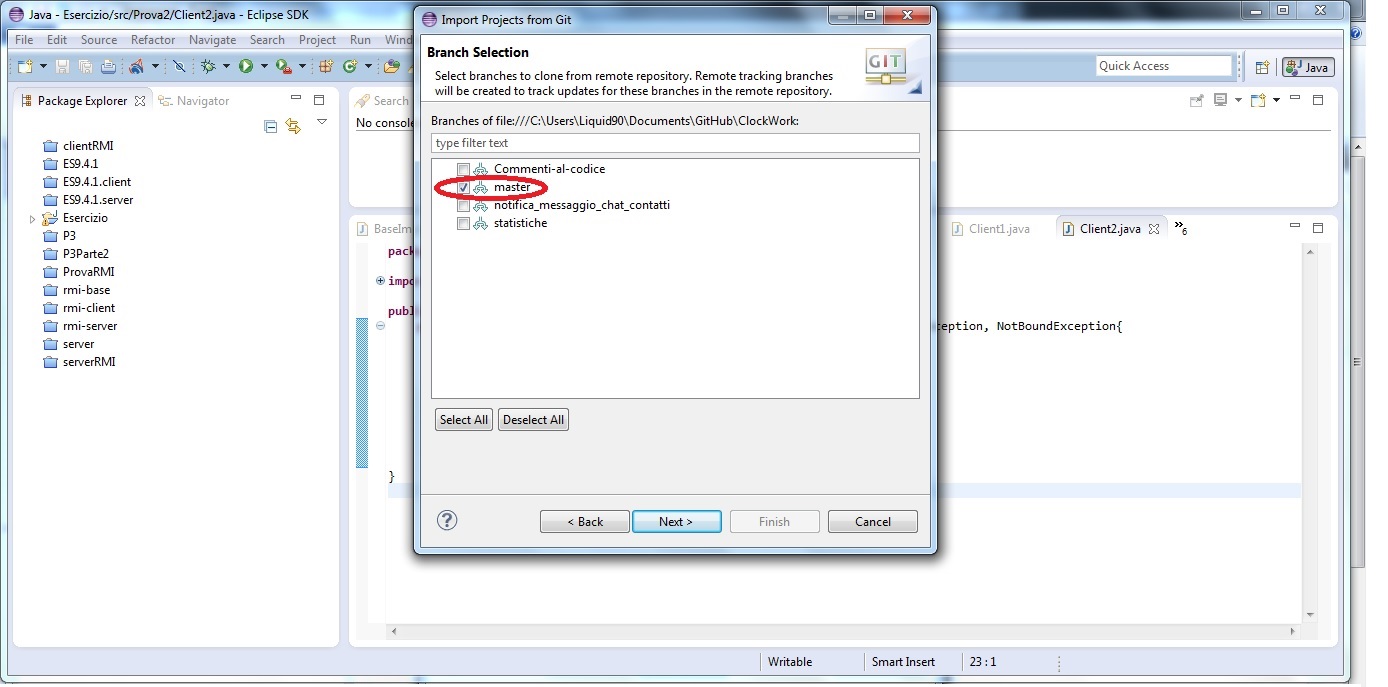 Java - Esercizio/src/Prova2/Client2.java - Eclipse SDK
File Edit Source Refactor Navigate Search Project Run Wind
Quick Access
Java
Package Explorer
Navigator
clientRMI
ES9.4.1
ES9.4.1.client
ES9.4.1.server
Esercizio
P3
P3Parte2
ProvaRMI
rmi-base
rmi-client
rmi-server
server
serverRMI
Search
No console
BaseIm
Client1.java
Client2.java
»6
pack
impo
publ
eption, NotBoundException{
}
Import Projects from Git
Branch Selection
Select branches to clone from remote repository. Remote tracking branches
will be created to track updates for these branches in the remote repository.
GIT
Branches of file:///C:\Users\Liquid90\Documents\GitHub\ClockWork:
type filter text
Commenti-al-codice
master
notifica_messaggio_chat_contatti
statistiche
Select All
Deselect All
?
< Back
Next >
Finish
Cancel
Writable
Smart Insert
23 : 1